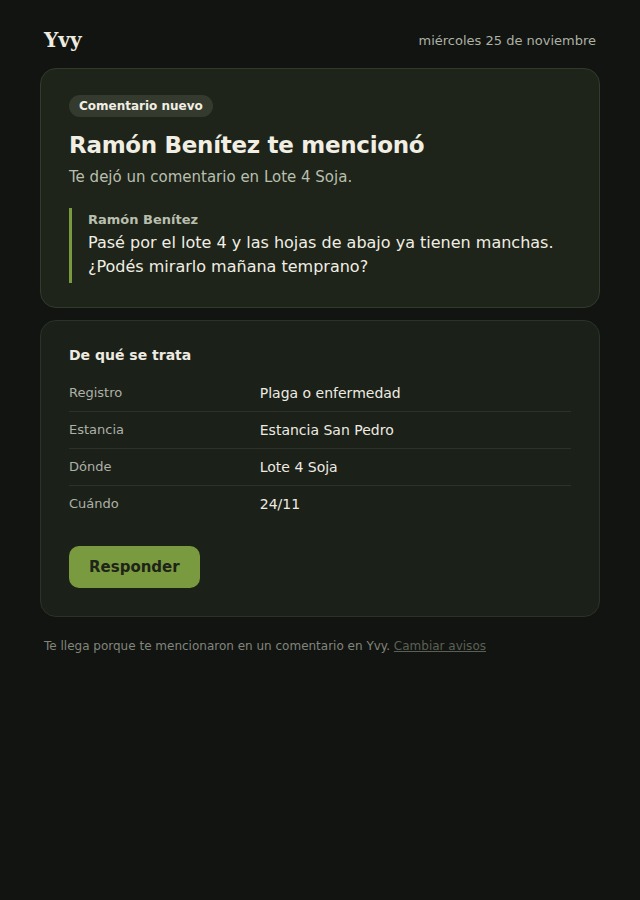 Yvy
miércoles 25 de noviembre
Comentario nuevo
Ramón Benítez te mencionó
Te dejó un comentario en Lote 4 Soja.
Ramón Benítez
Pasé por el lote 4 y las hojas de abajo ya tienen manchas.
¿Podés mirarlo mañana temprano?
De qué se trata
Registro Plaga o enfermedad
Estancia Estancia San Pedro
Dónde Lote 4 Soja
Cuándo 24/11
Responder
Te llega porque te mencionaron en un comentario en Yvy. Cambiar avisos